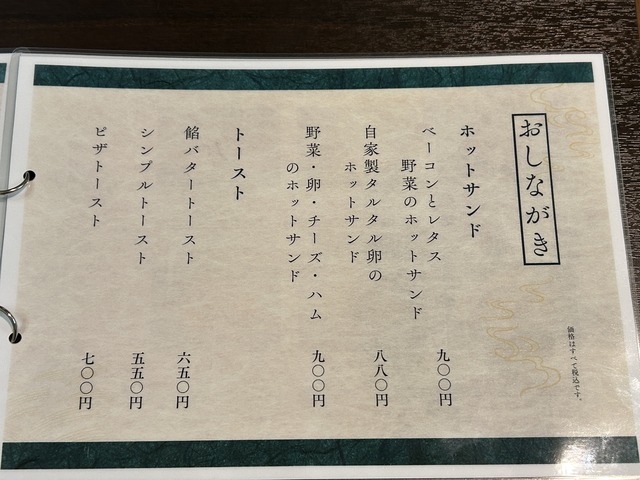 おしながき
価格はすべて税込です。
ホットサンド
ベーコンとレタス
野菜のホットサンド
九〇〇円
自家製タルタル卵の
ホットサンド
八八〇円
野菜・卵・チーズ・ハム
のホットサンド
九〇〇円
トースト
餡バタートースト
六五〇円
シンプルトースト
五五〇円
ピザトースト
七〇〇円